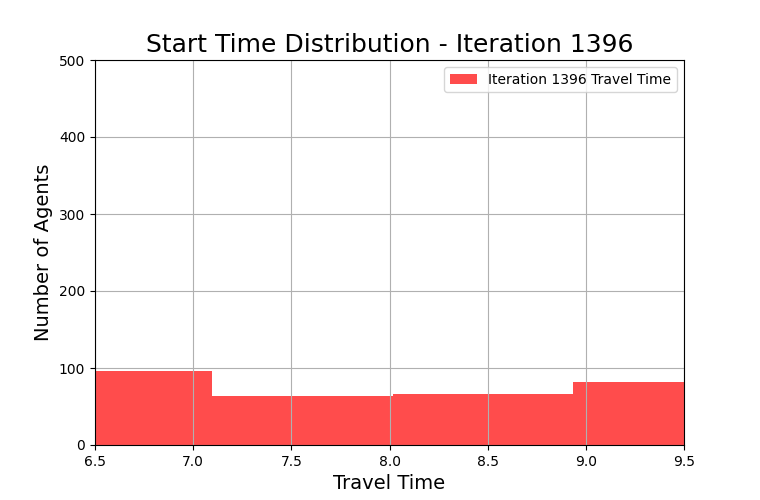 Start Time Distribution - Iteration 1396
Iteration 1396 Travel Time
Number of Agents
500
400
300
200
100
0
6.5 7.0 7.5 8.0 8.5 9.0 9.5
Travel Time